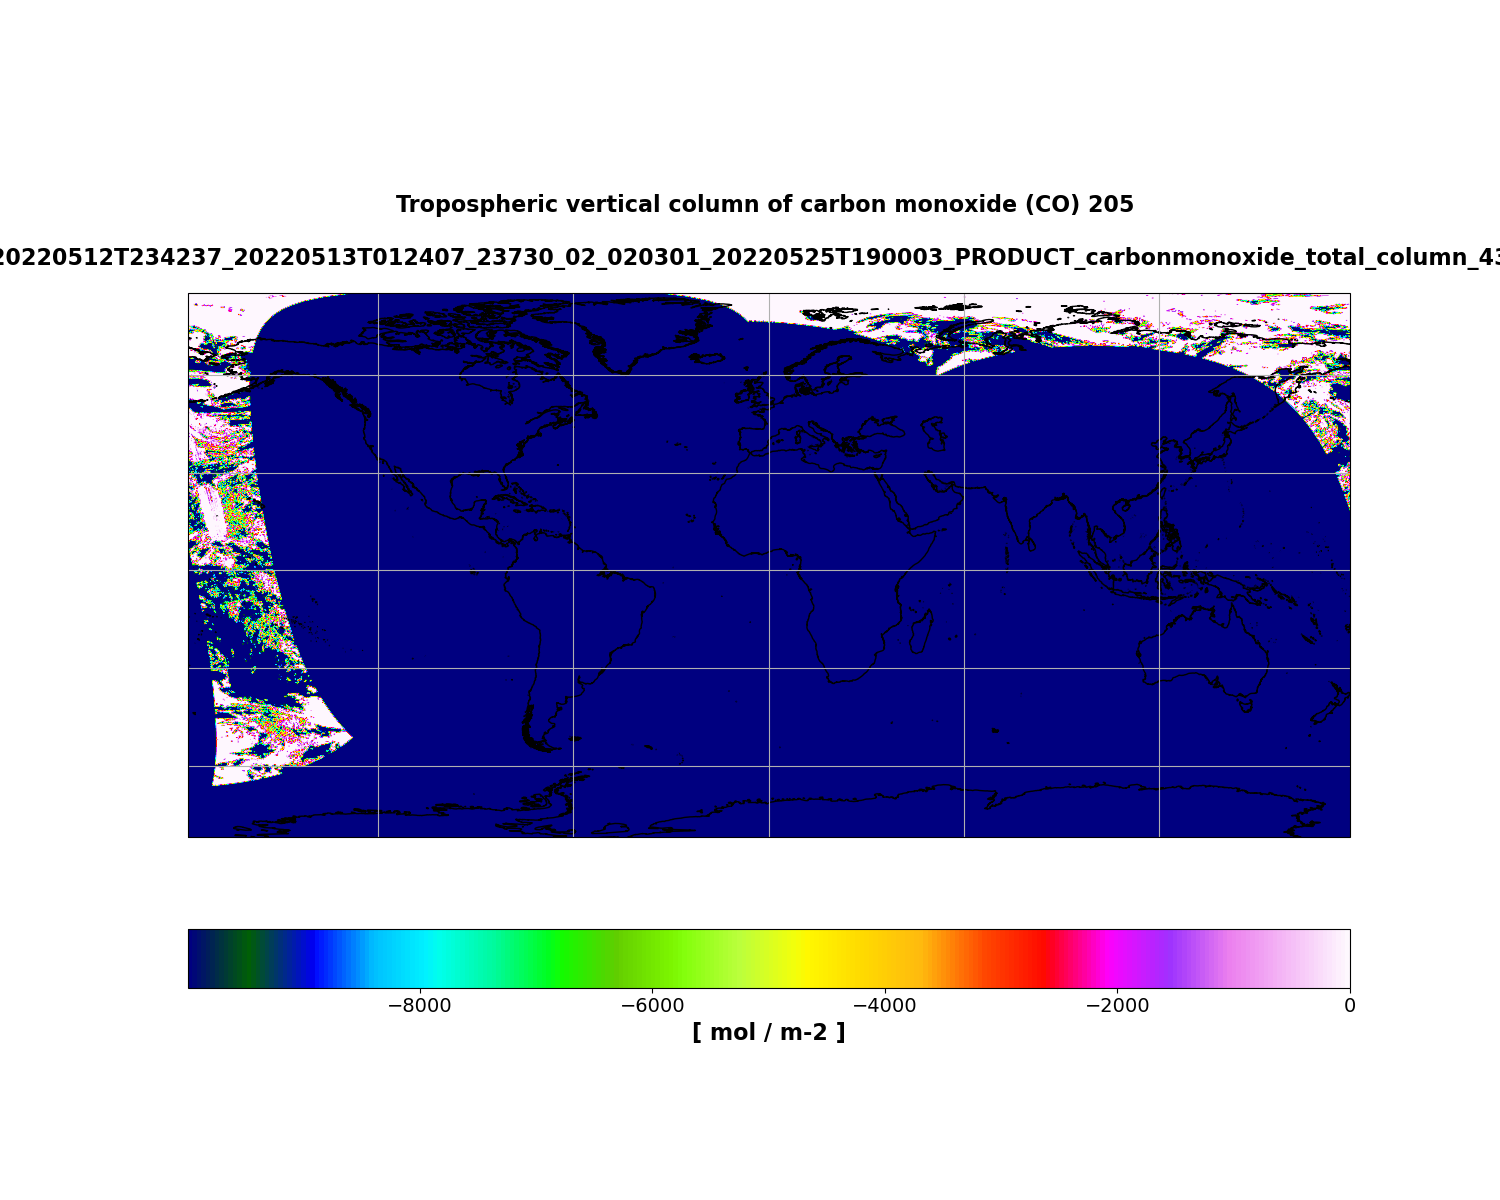 Tropospheric vertical column of carbon monoxide (CO) 205
20220512T234237_20220513T012407_23730_02_020301_20220525T190003_PRODUCT_carbonmonoxide_total_column_43
−8000 −6000 −4000 −2000 0
[ mol / m-2 ]